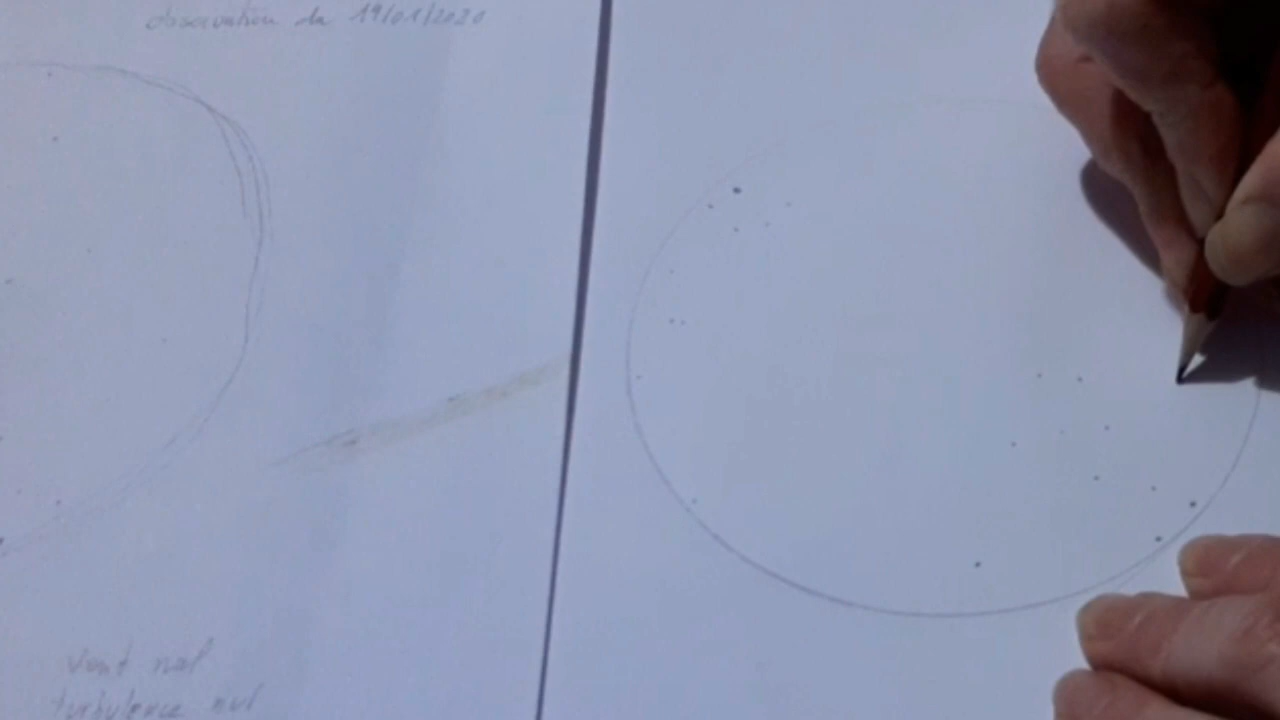 observation du 19/01/2020
vent nul
turbulence nul